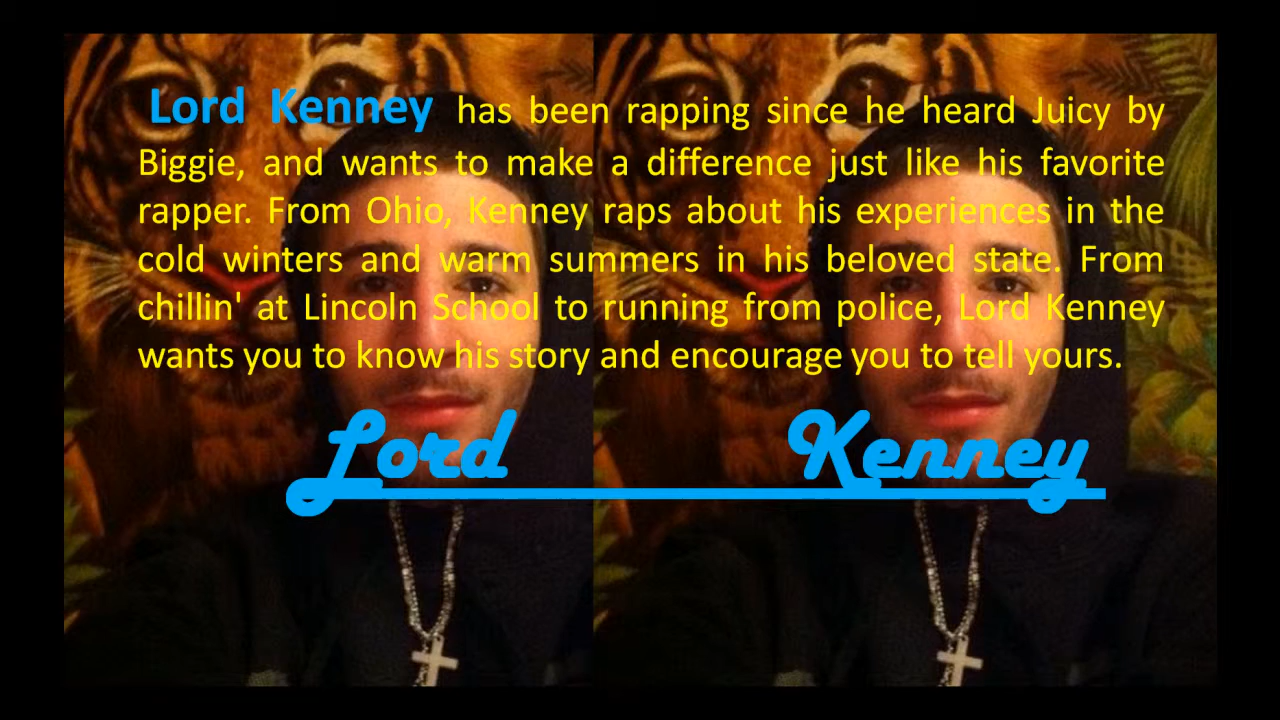 Lord Kenney has been rapping since he heard Juicy by
Biggie, and wants to make a difference just like his favorite
rapper. From Ohio, Kenney raps about his experiences in the
cold winters and warm summers in his beloved state. From
chillin' at Lincoln School to running from police, Lord Kenney
wants you to know his story and encourage you to tell yours.
Lord Kenney